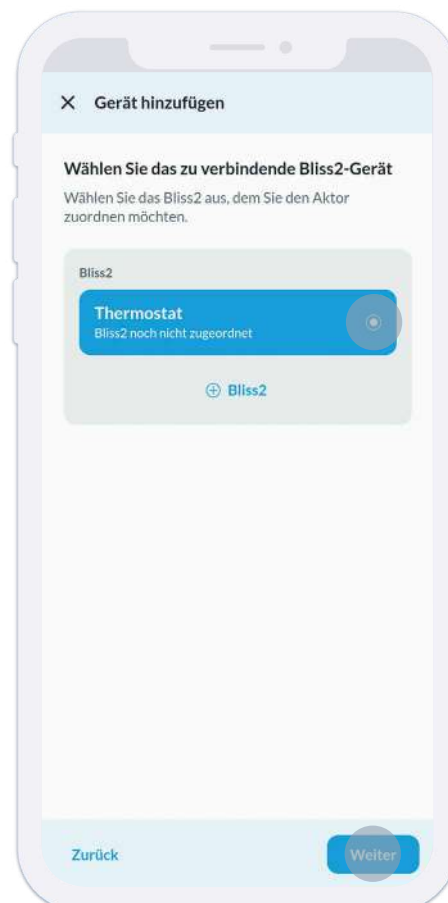 Gerät hinzufügen
Wählen Sie das zu verbindende Bliss2-Gerät
Wählen Sie das Bliss2 aus, dem Sie den Aktor
zuordnen möchten.
Bliss2
Thermostat
Bliss2 noch nicht zugeordnet
Bliss2
Zurück
Weiter